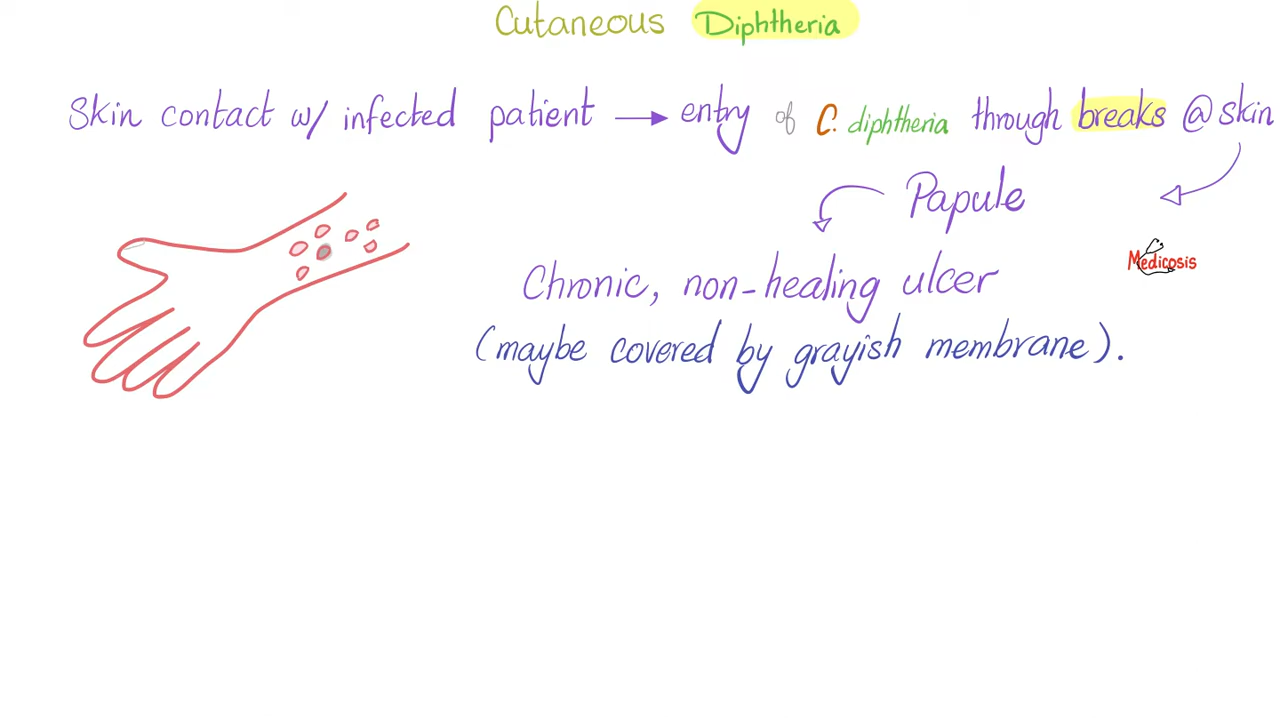 Cutaneous Diphtheria
Skin contact w/ infected patient → entry of C. diphtheria through breaks @ skin
Papule
Medicosis
Chronic, non-healing ulcer
(maybe covered by grayish membrane).